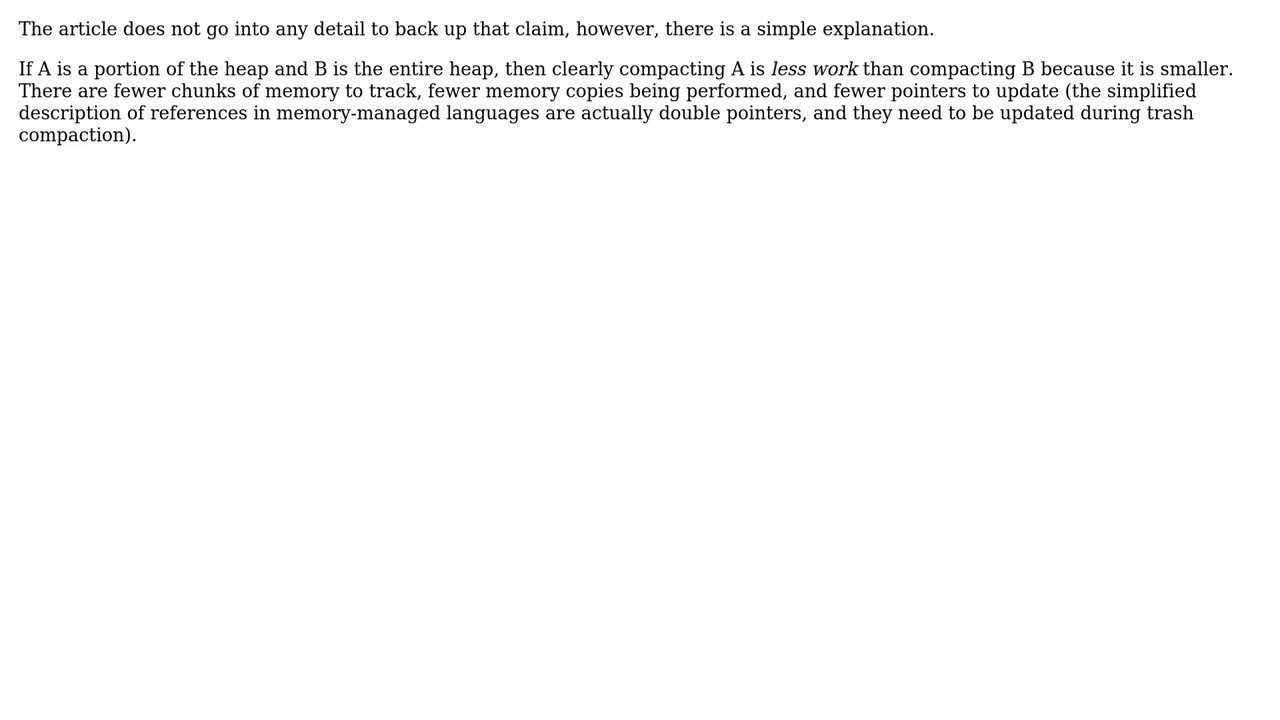 The article does not go into any detail to back up that claim, however, there is a simple explanation.
If A is a portion of the heap and B is the entire heap, then clearly compacting A is less work than compacting B because it is smaller.
There are fewer chunks of memory to track, fewer memory copies being performed, and fewer pointers to update (the simplified
description of references in memory-managed languages are actually double pointers, and they need to be updated during trash
compaction).